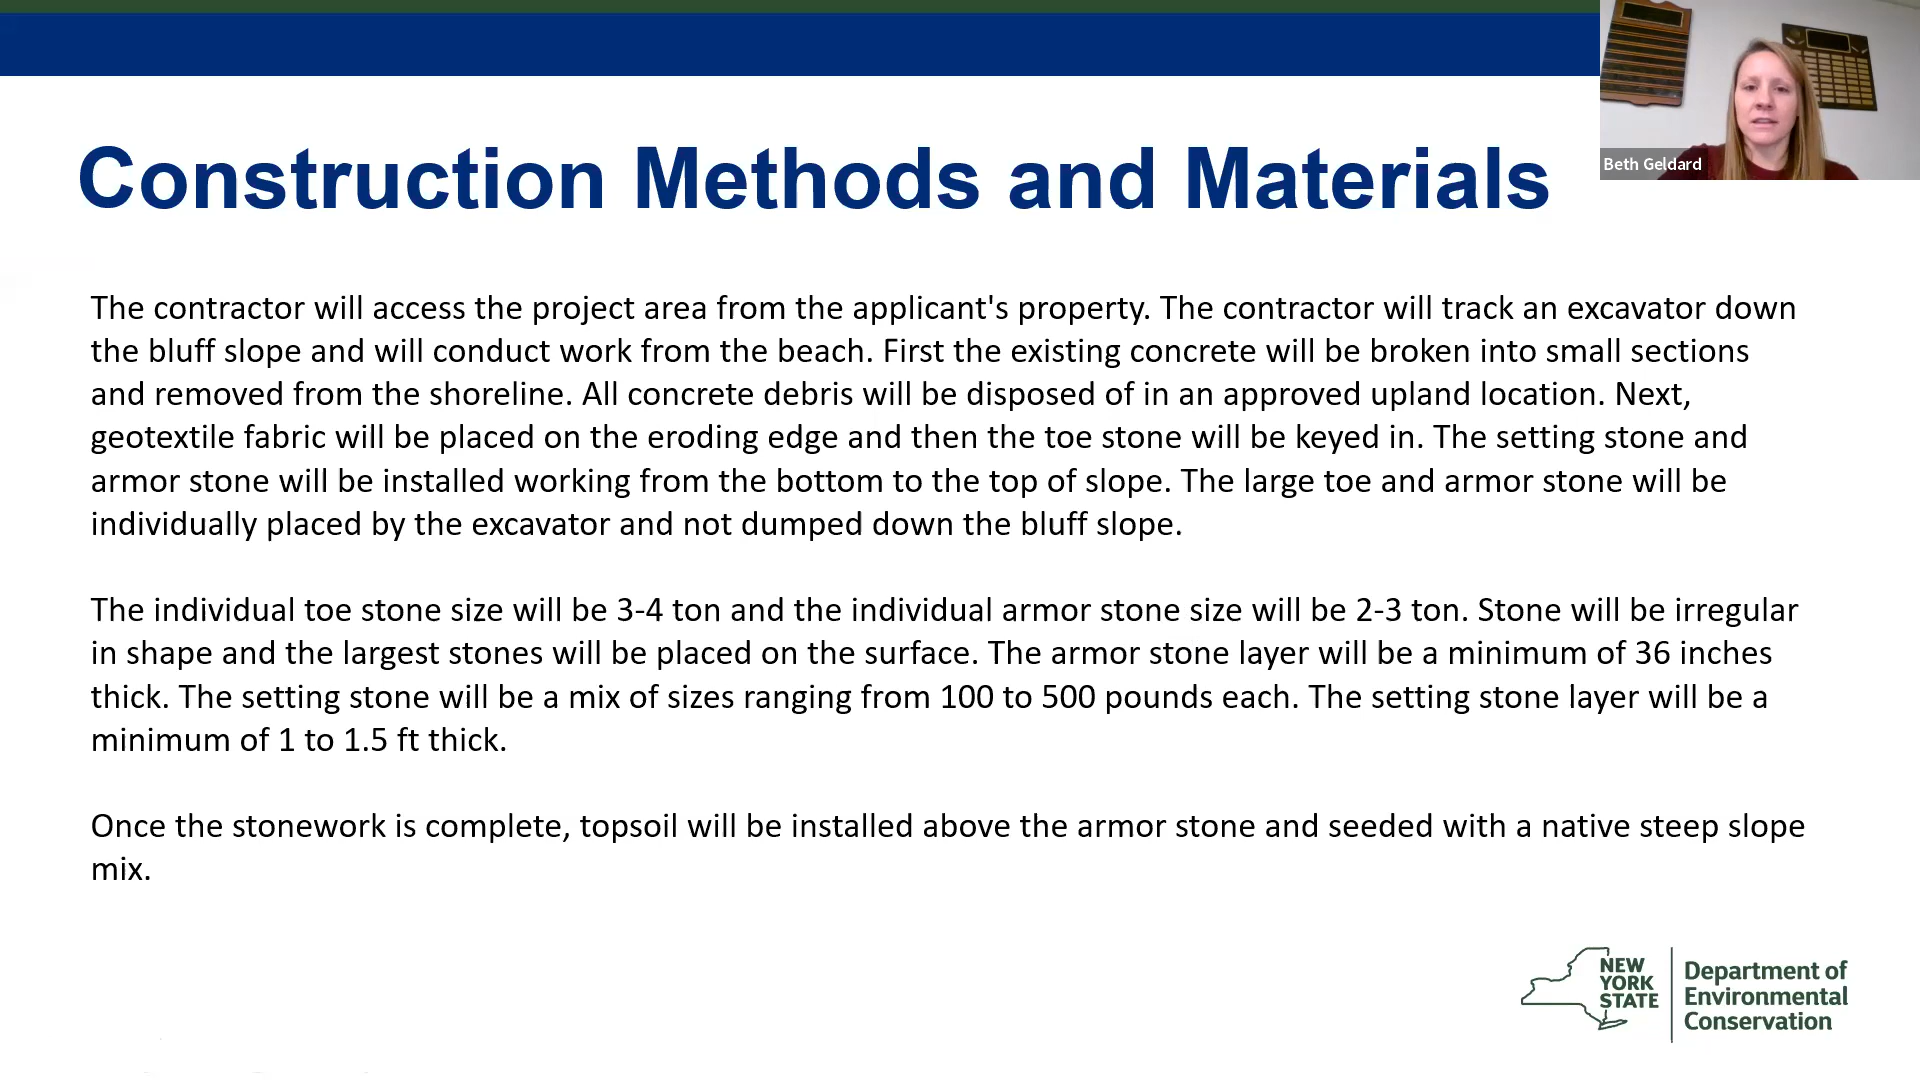 Construction Methods and Materials
Beth Geldard
The contractor will access the project area from the applicant's property. The contractor will track an excavator down
the bluff slope and will conduct work from the beach. First the existing concrete will be broken into small sections
and removed from the shoreline. All concrete debris will be disposed of in an approved upland location. Next,
geotextile fabric will be placed on the eroding edge and then the toe stone will be keyed in. The setting stone and
armor stone will be installed working from the bottom to the top of slope. The large toe and armor stone will be
individually placed by the excavator and not dumped down the bluff slope.
The individual toe stone size will be 3-4 ton and the individual armor stone size will be 2-3 ton. Stone will be irregular
in shape and the largest stones will be placed on the surface. The armor stone layer will be a minimum of 36 inches
thick. The setting stone will be a mix of sizes ranging from 100 to 500 pounds each. The setting stone layer will be a
minimum of 1 to 1.5 ft thick.
Once the stonework is complete, topsoil will be installed above the armor stone and seeded with a native steep slope
mix.
NEW
YORK
STATE
Department of
Environmental
Conservation